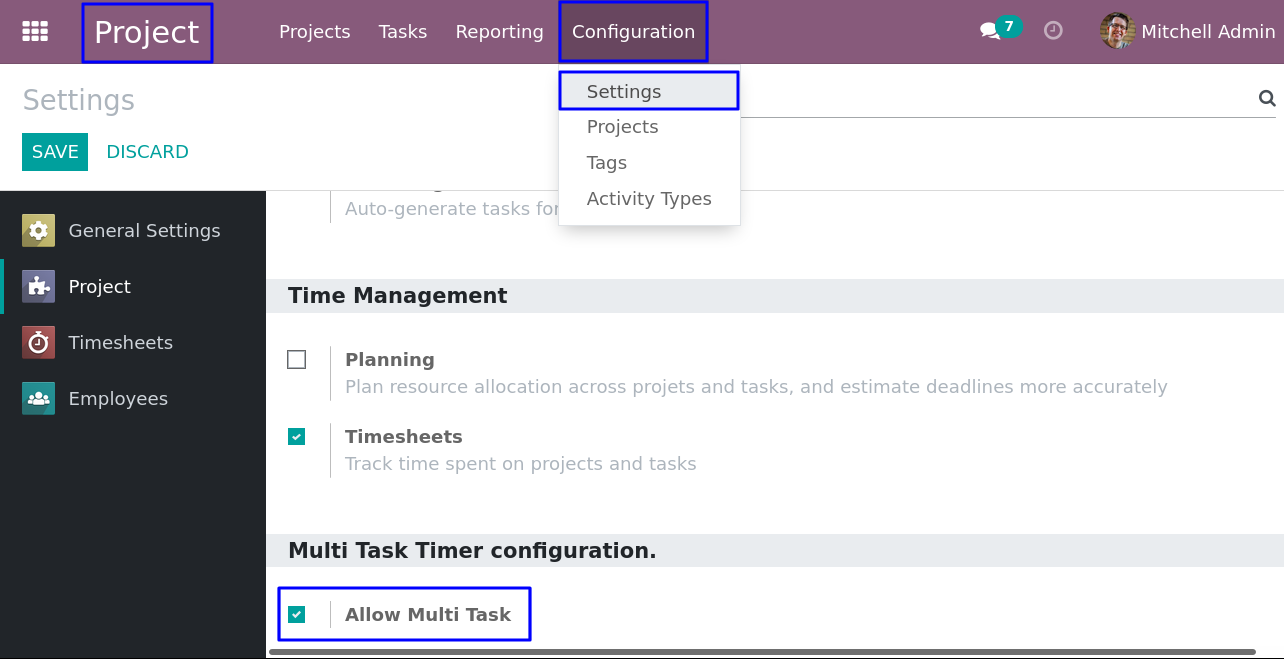 Project Projects Tasks Reporting Configuration 7 Mitchell Admin
Settings
Settings
Projects
Tags
Activity Types
SAVE DISCARD
General Settings
Project
Timesheets
Employees
Auto-generate tasks for
Time Management
Planning
Plan resource allocation across projets and tasks, and estimate deadlines more accurately
Timesheets
Track time spent on projects and tasks
Multi Task Timer configuration.
Allow Multi Task